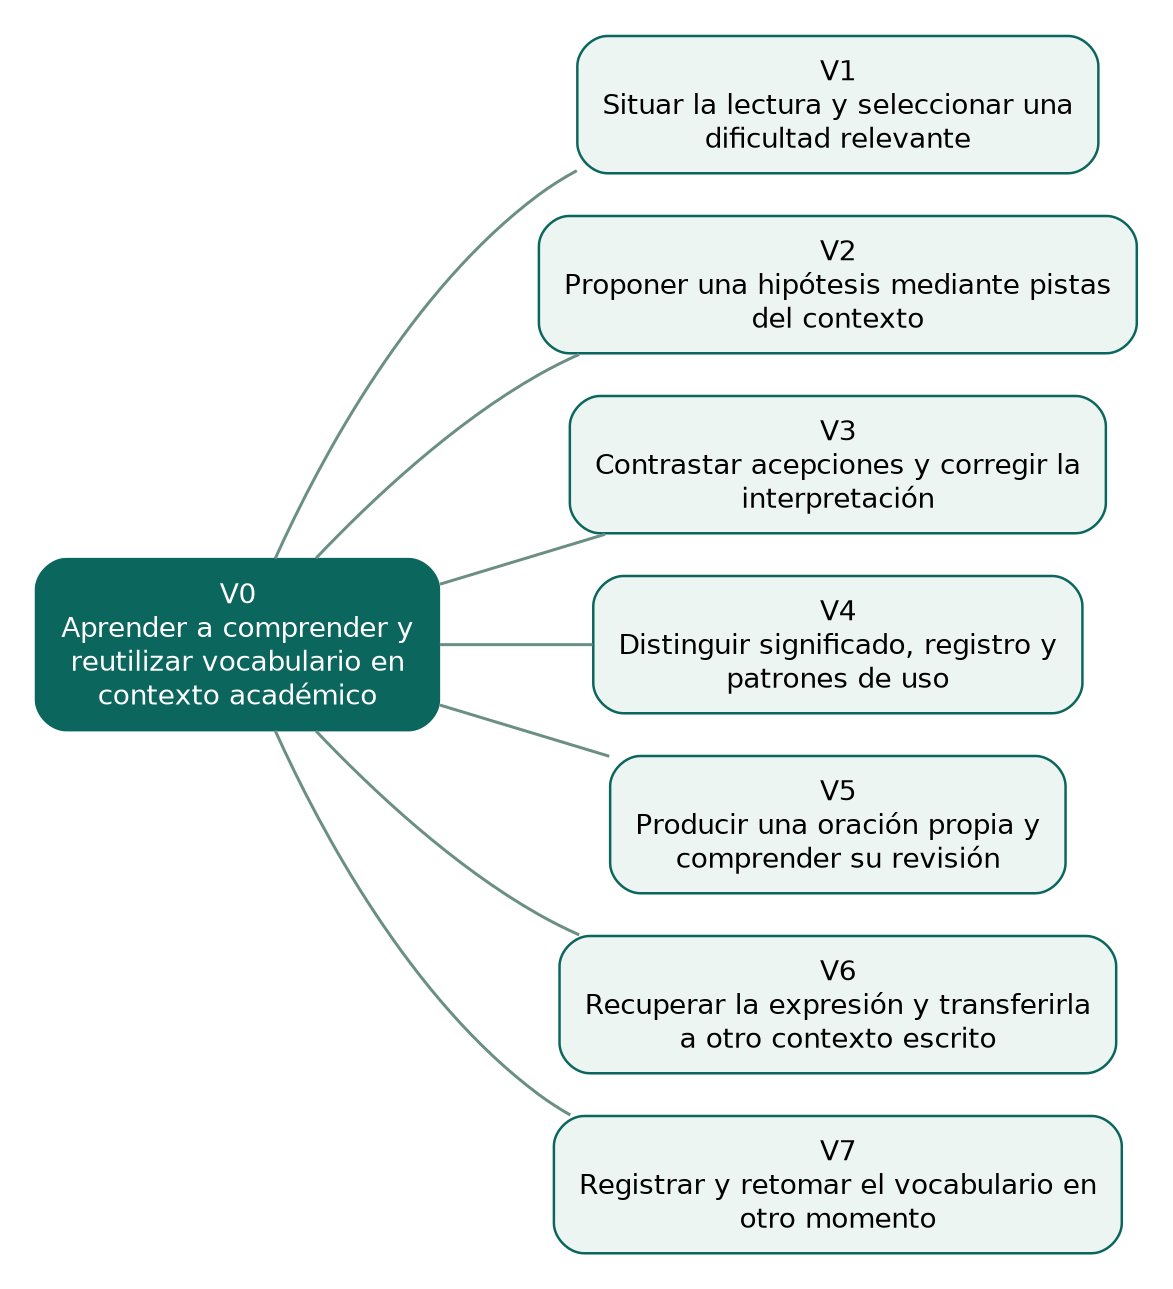 V1
Situar la lectura y seleccionar una
dificultad relevante
V2
Proponer una hipótesis mediante pistas
del contexto
V3
Contrastar acepciones y corregir la
interpretación
V0
Aprender a comprender y
reutilizar vocabulario en
contexto académico
V4
Distinguir significado, registro y
patrones de uso
V5
Producir una oración propia y
comprender su revisión
V6
Recuperar la expresión y transferirla
a otro contexto escrito
V7
Registrar y retomar el vocabulario en
otro momento